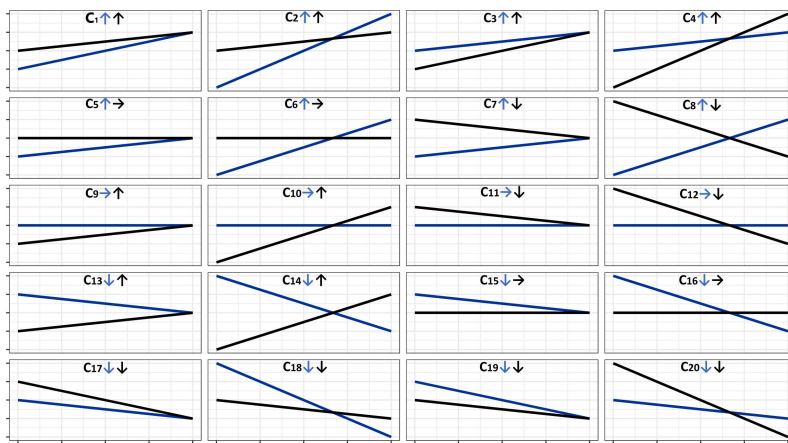 C1↑↑ C2↑↑ C3↑↑ C4↑↑
C5↑→ C6↑→ C7↑↓ C8↑↓
C9→↑ C10→↑ C11→↓ C12→↓
C13↓↑ C14↓↑ C15↓→ C16↓→
C17↓↓ C18↓↓ C19↓↓ C20↓↓